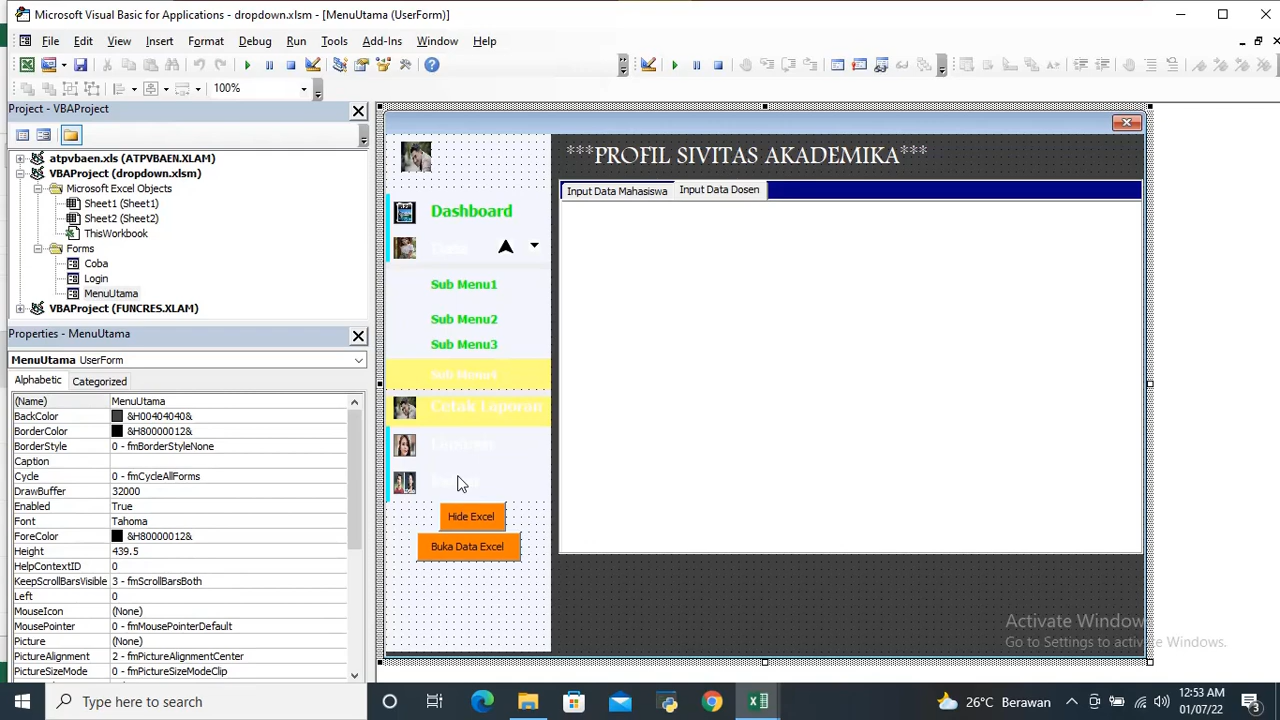 Microsoft Visual Basic for Applications - dropdown.xlsm - [MenuUtama (UserForm)]
File Edit View Insert Format Debug Run Tools Add-Ins Window Help
100%
Project - VBAProject
atpvbaen.xls (ATPVBAEN.XLAM)
VBAProject (dropdown.xlsm)
Microsoft Excel Objects
Sheet1 (Sheet1)
Sheet2 (Sheet2)
ThisWorkbook
Forms
Coba
Login
MenuUtama
VBAProject (FUNCRES.XLAM)
Properties - MenuUtama
MenuUtama UserForm
Alphabetic Categorized
(Name) MenuUtama
BackColor &H00404040&
BorderColor &H80000012&
BorderStyle 0 - fmBorderStyleNone
Caption
Cycle 0 - fmCycleAllForms
DrawBuffer 32000
Enabled True
Font Tahoma
ForeColor &H80000012&
Height 439.5
HelpContextID 0
KeepScrollBarsVisible 3 - fmScrollBarsBoth
Left 0
MouseIcon (None)
MousePointer 0 - fmMousePointerDefault
Picture (None)
PictureAlignment 2 - fmPictureAlignmentCenter
PictureSizeMode 0 - fmPictureSizeModeClip
***PROFIL SIVITAS AKADEMIKA***
Input Data Mahasiswa Input Data Dosen
Dashboard
Sub Menu1
Sub Menu2
Sub Menu3
Sub Menu4
Cetak Laporan
Hide Excel
Buka Data Excel
Activate Windows
Go to Settings to activate Windows.
Type here to search
26°C Berawan
12:53 AM
01/07/22
3